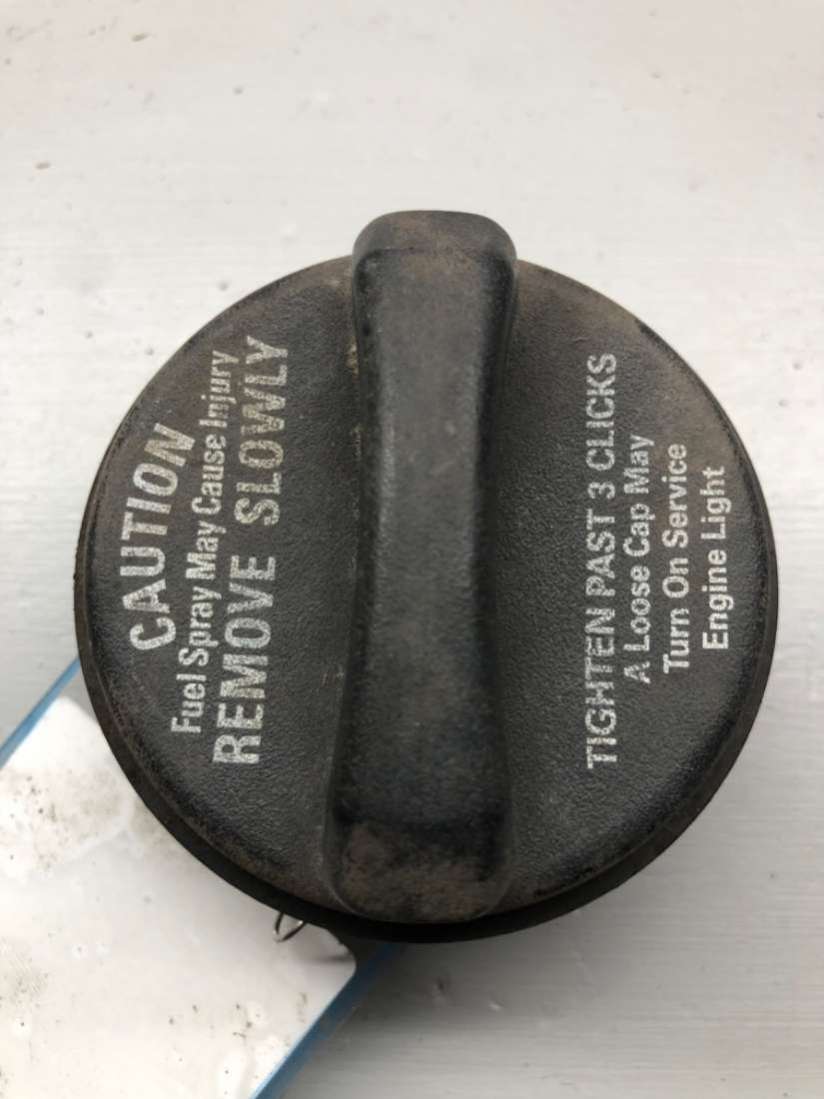 CAUTION
Fuel Spray May Cause Injury
REMOVE SLOWLY
TIGHTEN PAST 3 CLICKS
A Loose Cap May
Turn On Service
Engine Light